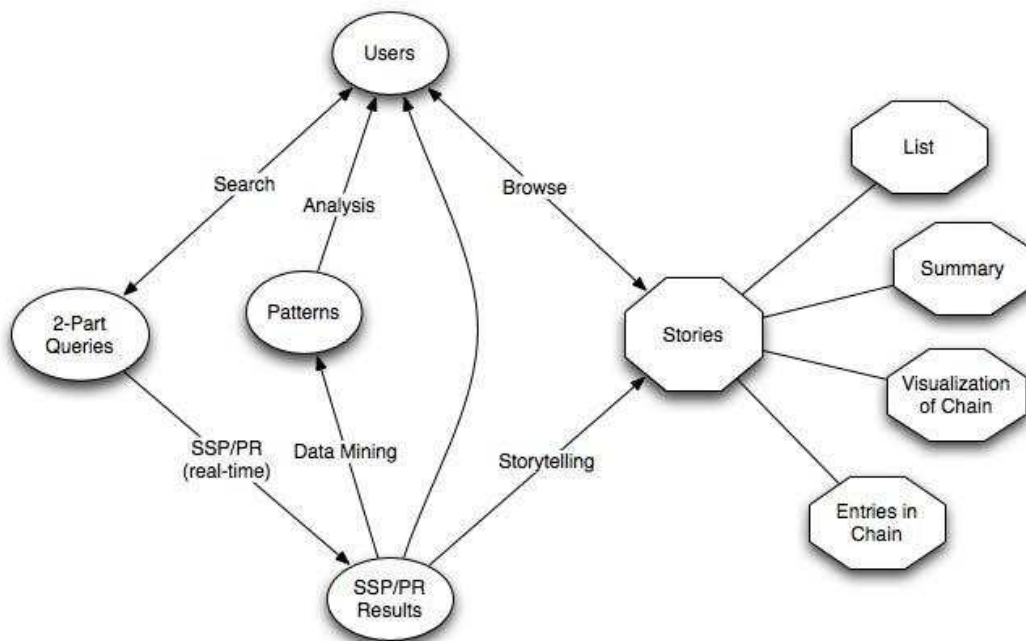 Users
List
Search
Analysis
Browse
Summary
2-Part
Queries
Patterns
Stories
Visualization
of Chain
SSP/PR
(real-time)
Data Mining
Storytelling
Entries in
Chain
SSP/PR
Results